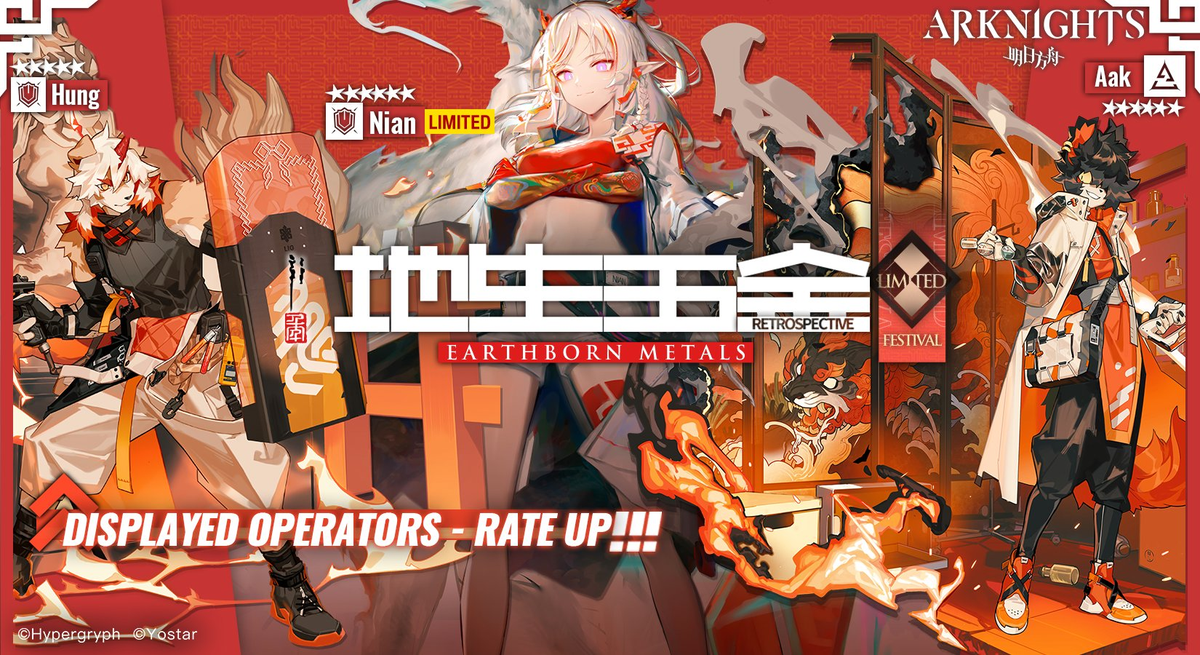 ARKNIGHTS
明日方舟
★★★★★
Hung
★★★★★★
Nian
LIMITED
Aak
★★★★★★
地生五金
RETROSPECTIVE
EARTHBORN METALS
LIMITED
FESTIVAL
DISPLAYED OPERATORS - RATE UP!!!
©Hypergryph ©Yostar